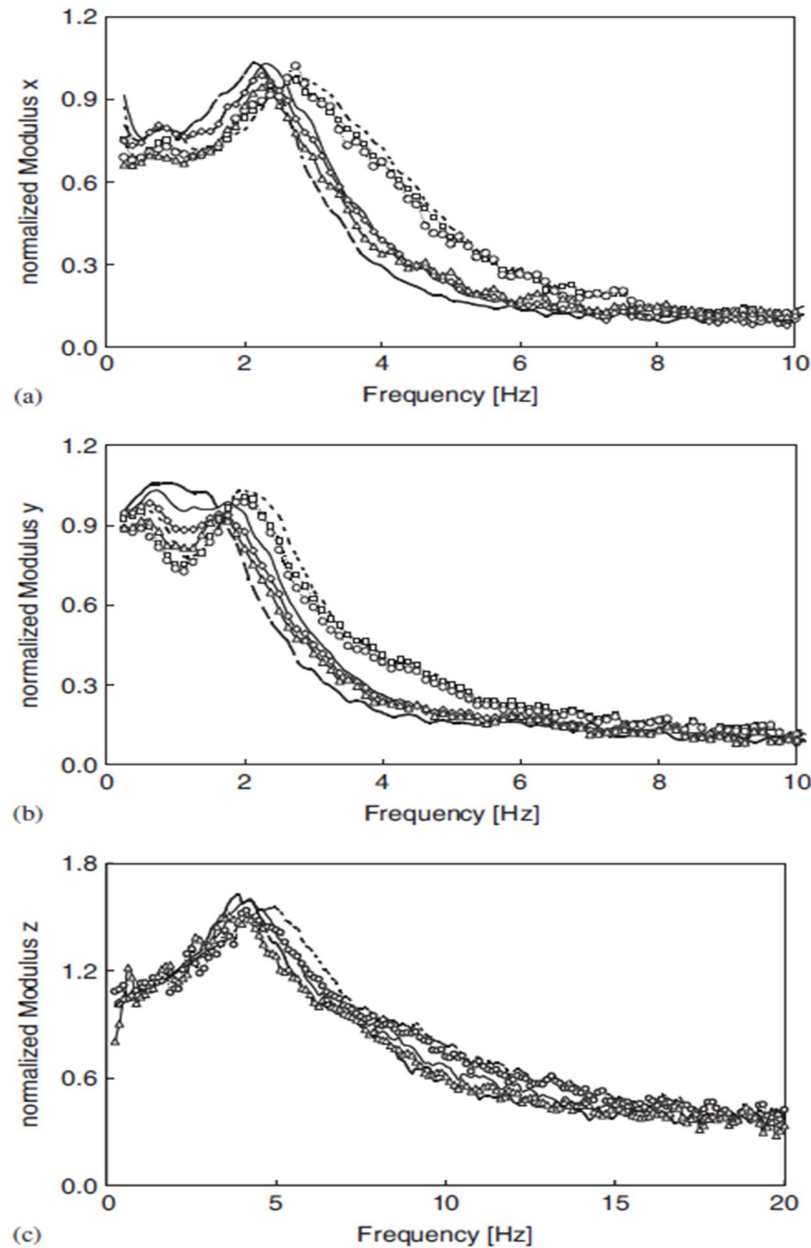 1.2
0.9
0.6
0.3
0.0
normalized Modulus x
0 2 4 6 8 10
Frequency [Hz]
(a)
1.2
0.9
0.6
0.3
0.0
normalized Modulus y
0 2 4 6 8 10
Frequency [Hz]
(b)
1.8
1.2
0.6
0.0
normalized Modulus z
0 5 10 15 20
Frequency [Hz]
(c)